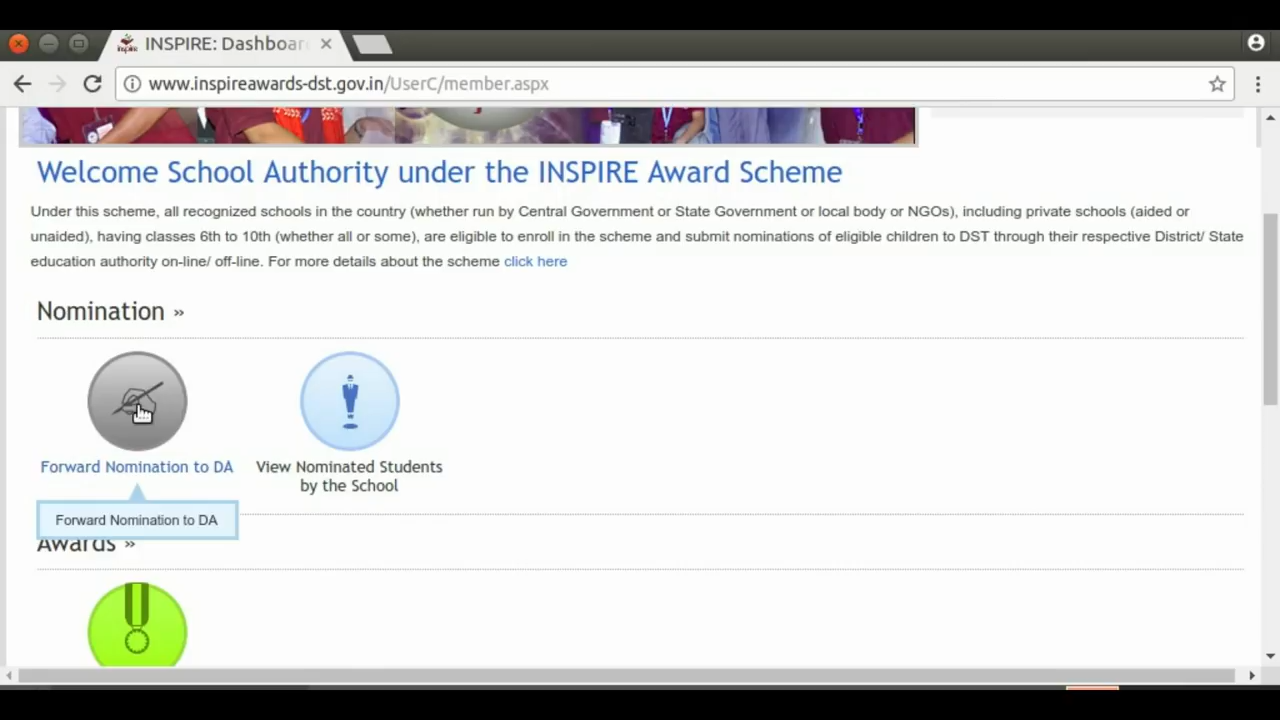 INSPIRE: Dashboar
www.inspireawards-dst.gov.in/UserC/member.aspx
Welcome School Authority under the INSPIRE Award Scheme
Under this scheme, all recognized schools in the country (whether run by Central Government or State Government or local body or NGOs), including private schools (aided or
unaided), having classes 6th to 10th (whether all or some), are eligible to enroll in the scheme and submit nominations of eligible children to DST through their respective District/ State
education authority on-line/ off-line. For more details about the scheme click here
Nomination »
Forward Nomination to DA
View Nominated Students
by the School
Forward Nomination to DA
Awards »